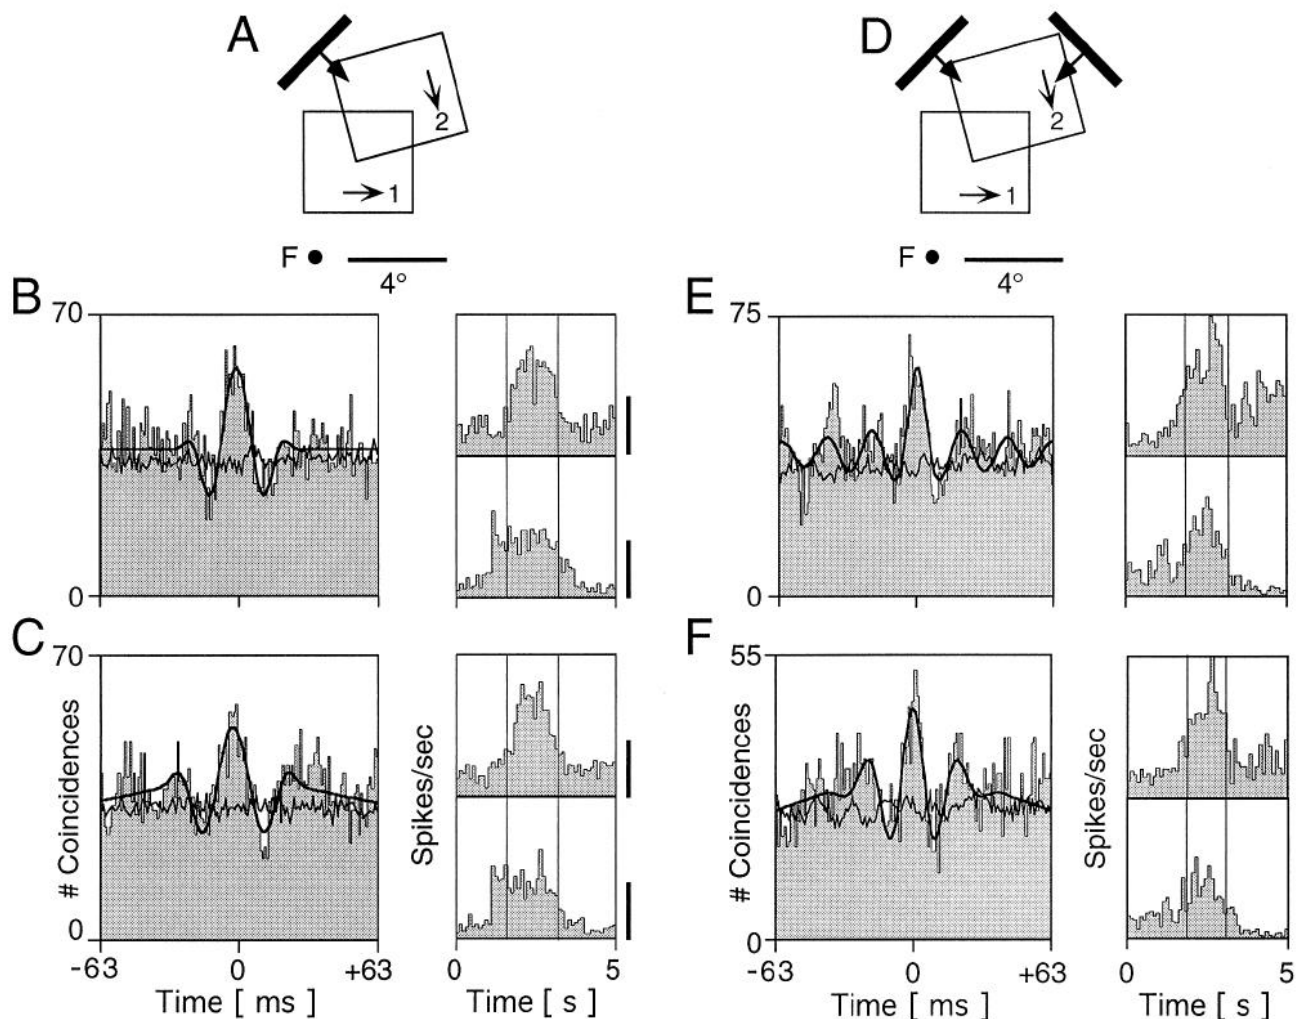 A
2
1
F
4°
D
2
1
F
4°
B
70
0
E
75
0
C
70
0
# Coincidences
-63
0
+63
Time [ ms ]
Spikes/sec
0
5
Time [ s ]
F
55
0
# Coincidences
-63
0
+63
Time [ ms ]
Spikes/sec
0
5
Time [ s ]